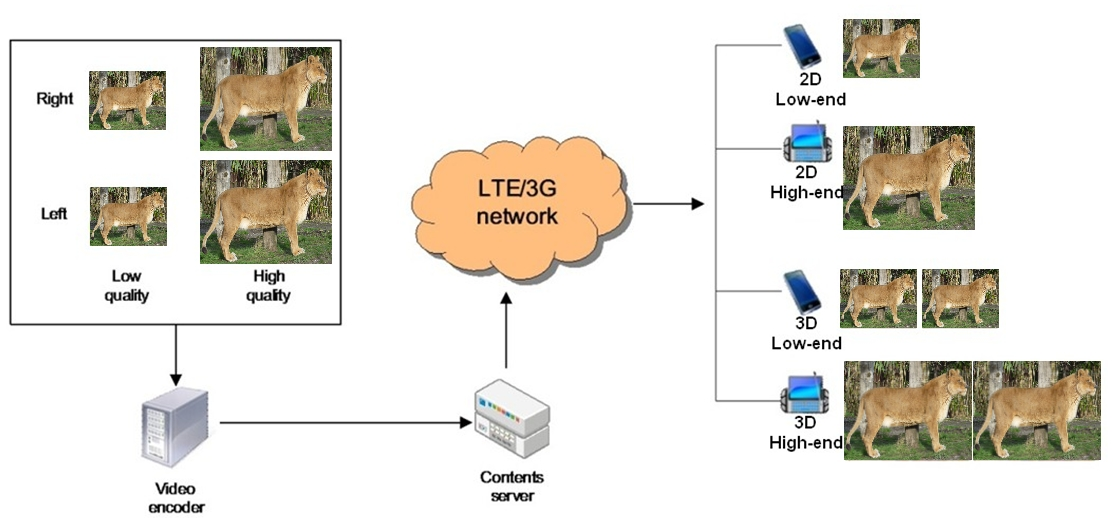 Right
Left
Low
quality
High
quality
Video
encoder
Contents
server
LTE/3G
network
2D
Low-end
2D
High-end
3D
Low-end
3D
High-end